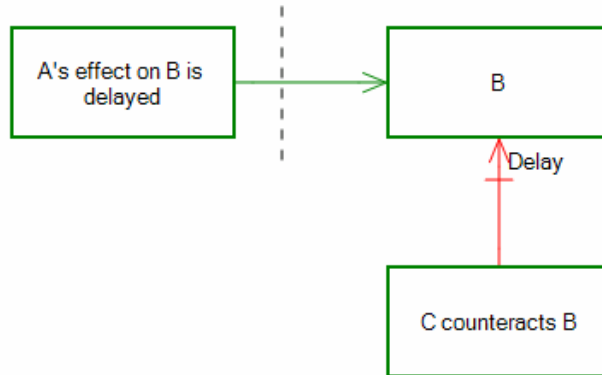 A's effect on B is
delayed
B
Delay
C counteracts B